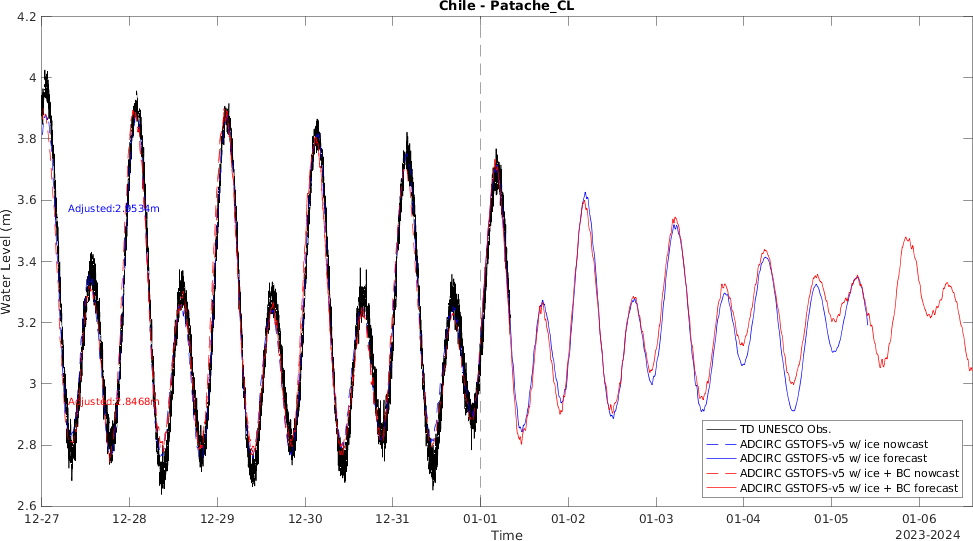 Chile - Patache_CL
Water Level (m)
4.2
4
3.8
3.6
3.4
3.2
3
2.8
2.6
Adjusted:2.0534m
Adjusted:2.8468m
TD UNESCO Obs.
ADCIRC GSTOFS-v5 w/ ice nowcast
ADCIRC GSTOFS-v5 w/ ice forecast
ADCIRC GSTOFS-v5 w/ ice + BC nowcast
ADCIRC GSTOFS-v5 w/ ice + BC forecast
12-27 12-28 12-29 12-30 12-31 01-01 01-02 01-03 01-04 01-05 01-06
Time
2023-2024